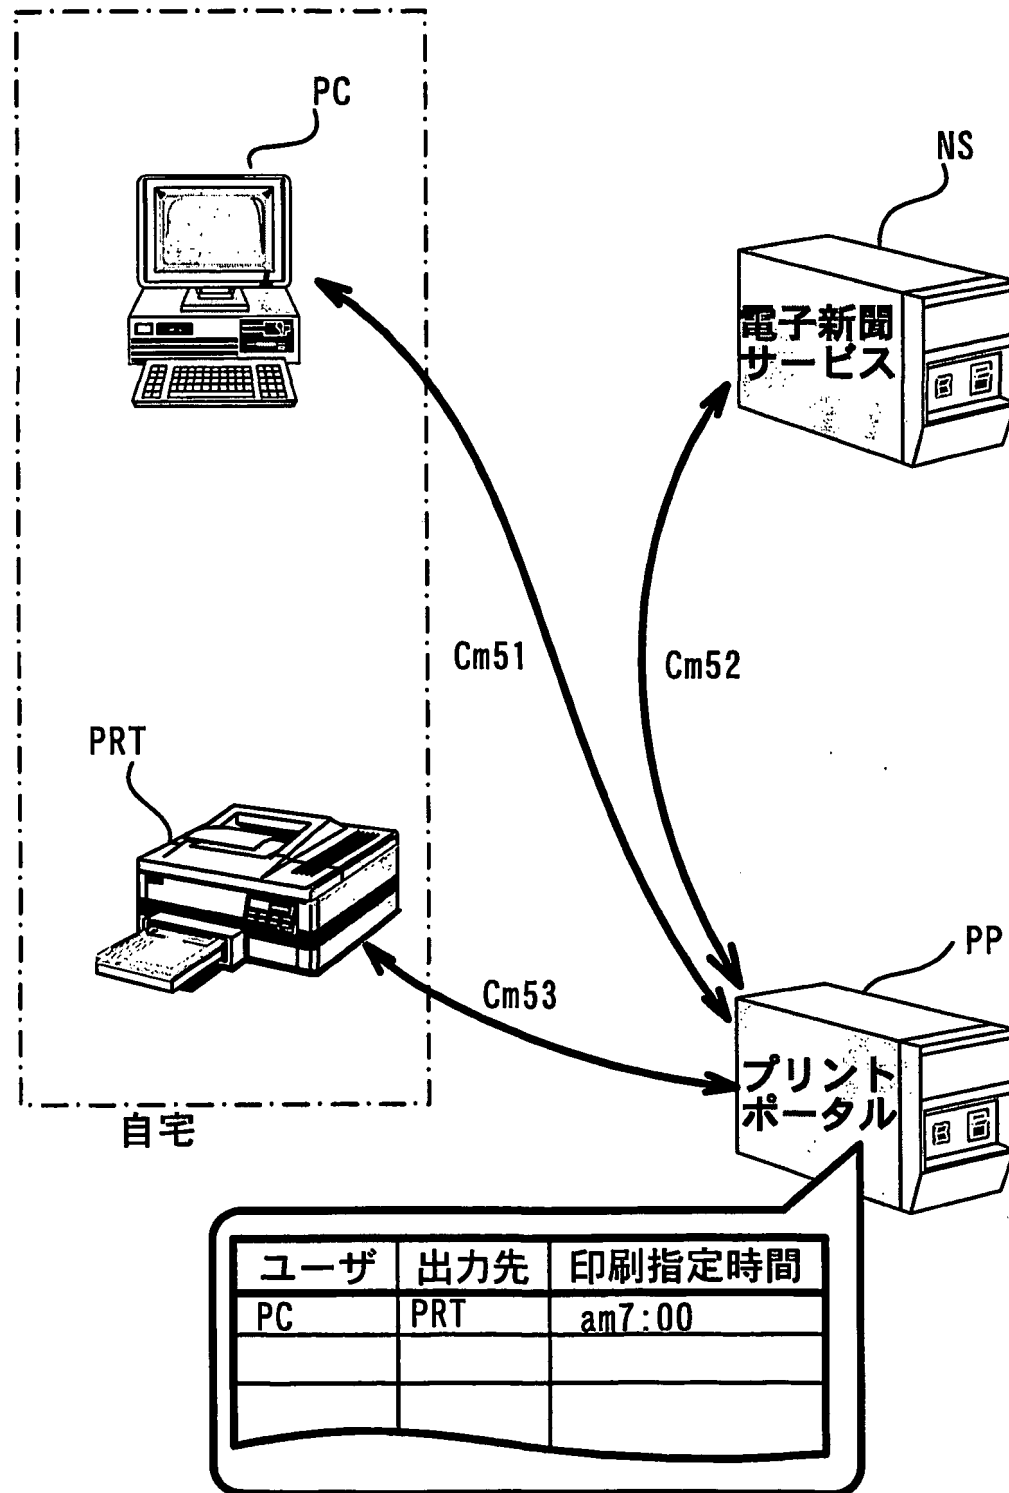 PC
NS
電子新聞
サービス
Cm51
Cm52
PRT
Cm53
PP
プリント
ポータル
自宅
ユーザ 出力先 印刷指定時間
PC PRT am7:00